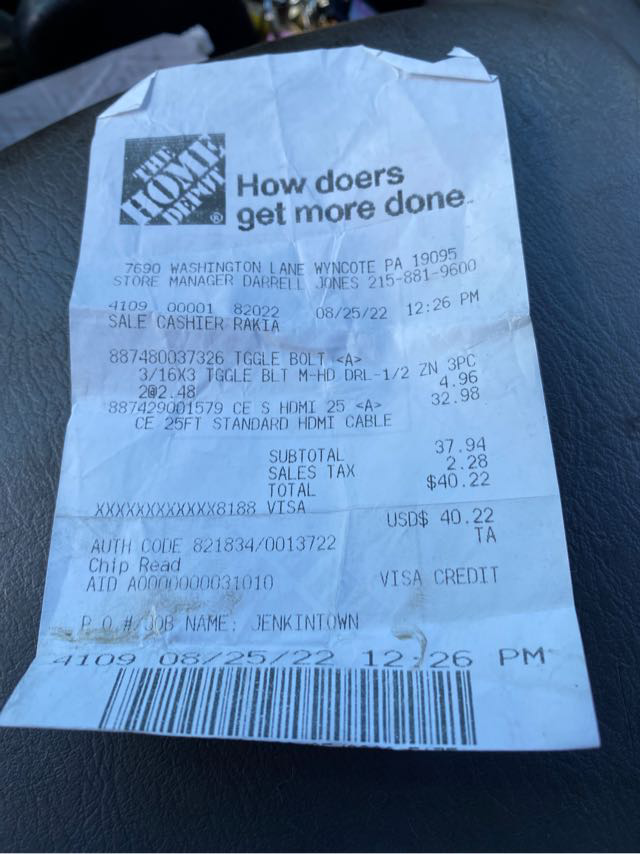 THE
HOME
DEPOT®
How doers
get more done™
7690 WASHINGTON LANE WYNCOTE PA 19095
STORE MANAGER DARRELL JONES 215-881-9600
4109 00001 82022 08/25/22 12:26 PM
SALE CASHIER RAKIA
887480037326 TGGLE BOLT <A>
3/16X3 TGGLE BLT M-HD DRL-1/2 ZN 3PC
2@2.48 4.96
887429001579 CE S HDMI 25 <A> 32.98
CE 25FT STANDARD HDMI CABLE
SUBTOTAL 37.94
SALES TAX 2.28
TOTAL $40.22
XXXXXXXXXXXX8188 VISA
USD$ 40.22
AUTH CODE 821834/0013722 TA
Chip Read
AID A0000000031010 VISA CREDIT
P.O.#/JOB NAME: JENKINTOWN
4109 08/25/22 12:26 PM